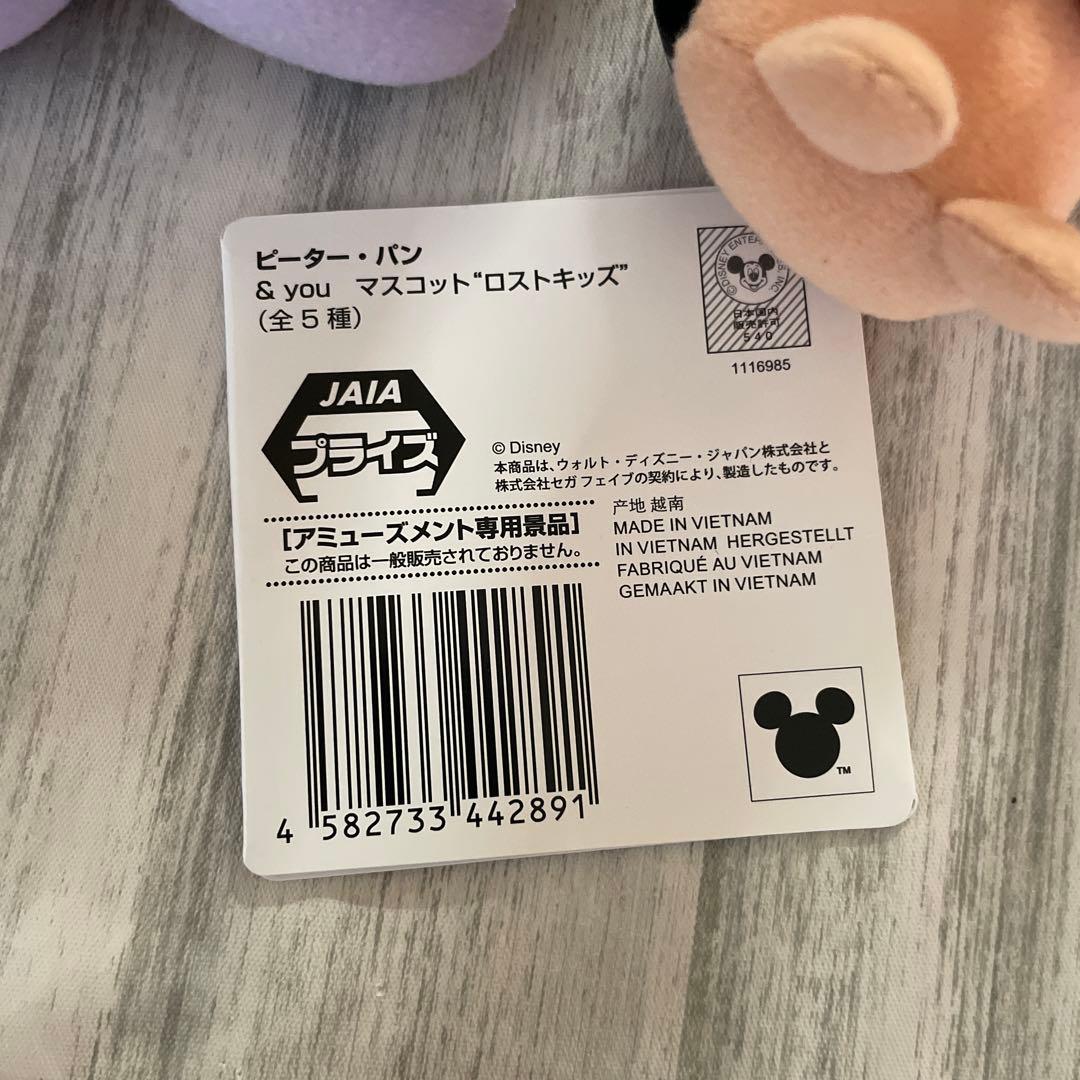 ピーター・パン
& you マスコット“ロストキッズ”
(全5種)
©DISNEY ENTER
日本国内
販売許可
540
1116985
JAIA
プライズ
© Disney
本商品は、ウォルト・ディズニー・ジャパン株式会社と
株式会社セガ フェイブの契約により、製造したものです。
[アミューズメント専用景品]
この商品は一般販売されておりません。
产地 越南
MADE IN VIETNAM
IN VIETNAM HERGESTELLT
FABRIQUÉ AU VIETNAM
GEMAAKT IN VIETNAM
4 582733 442891
TM